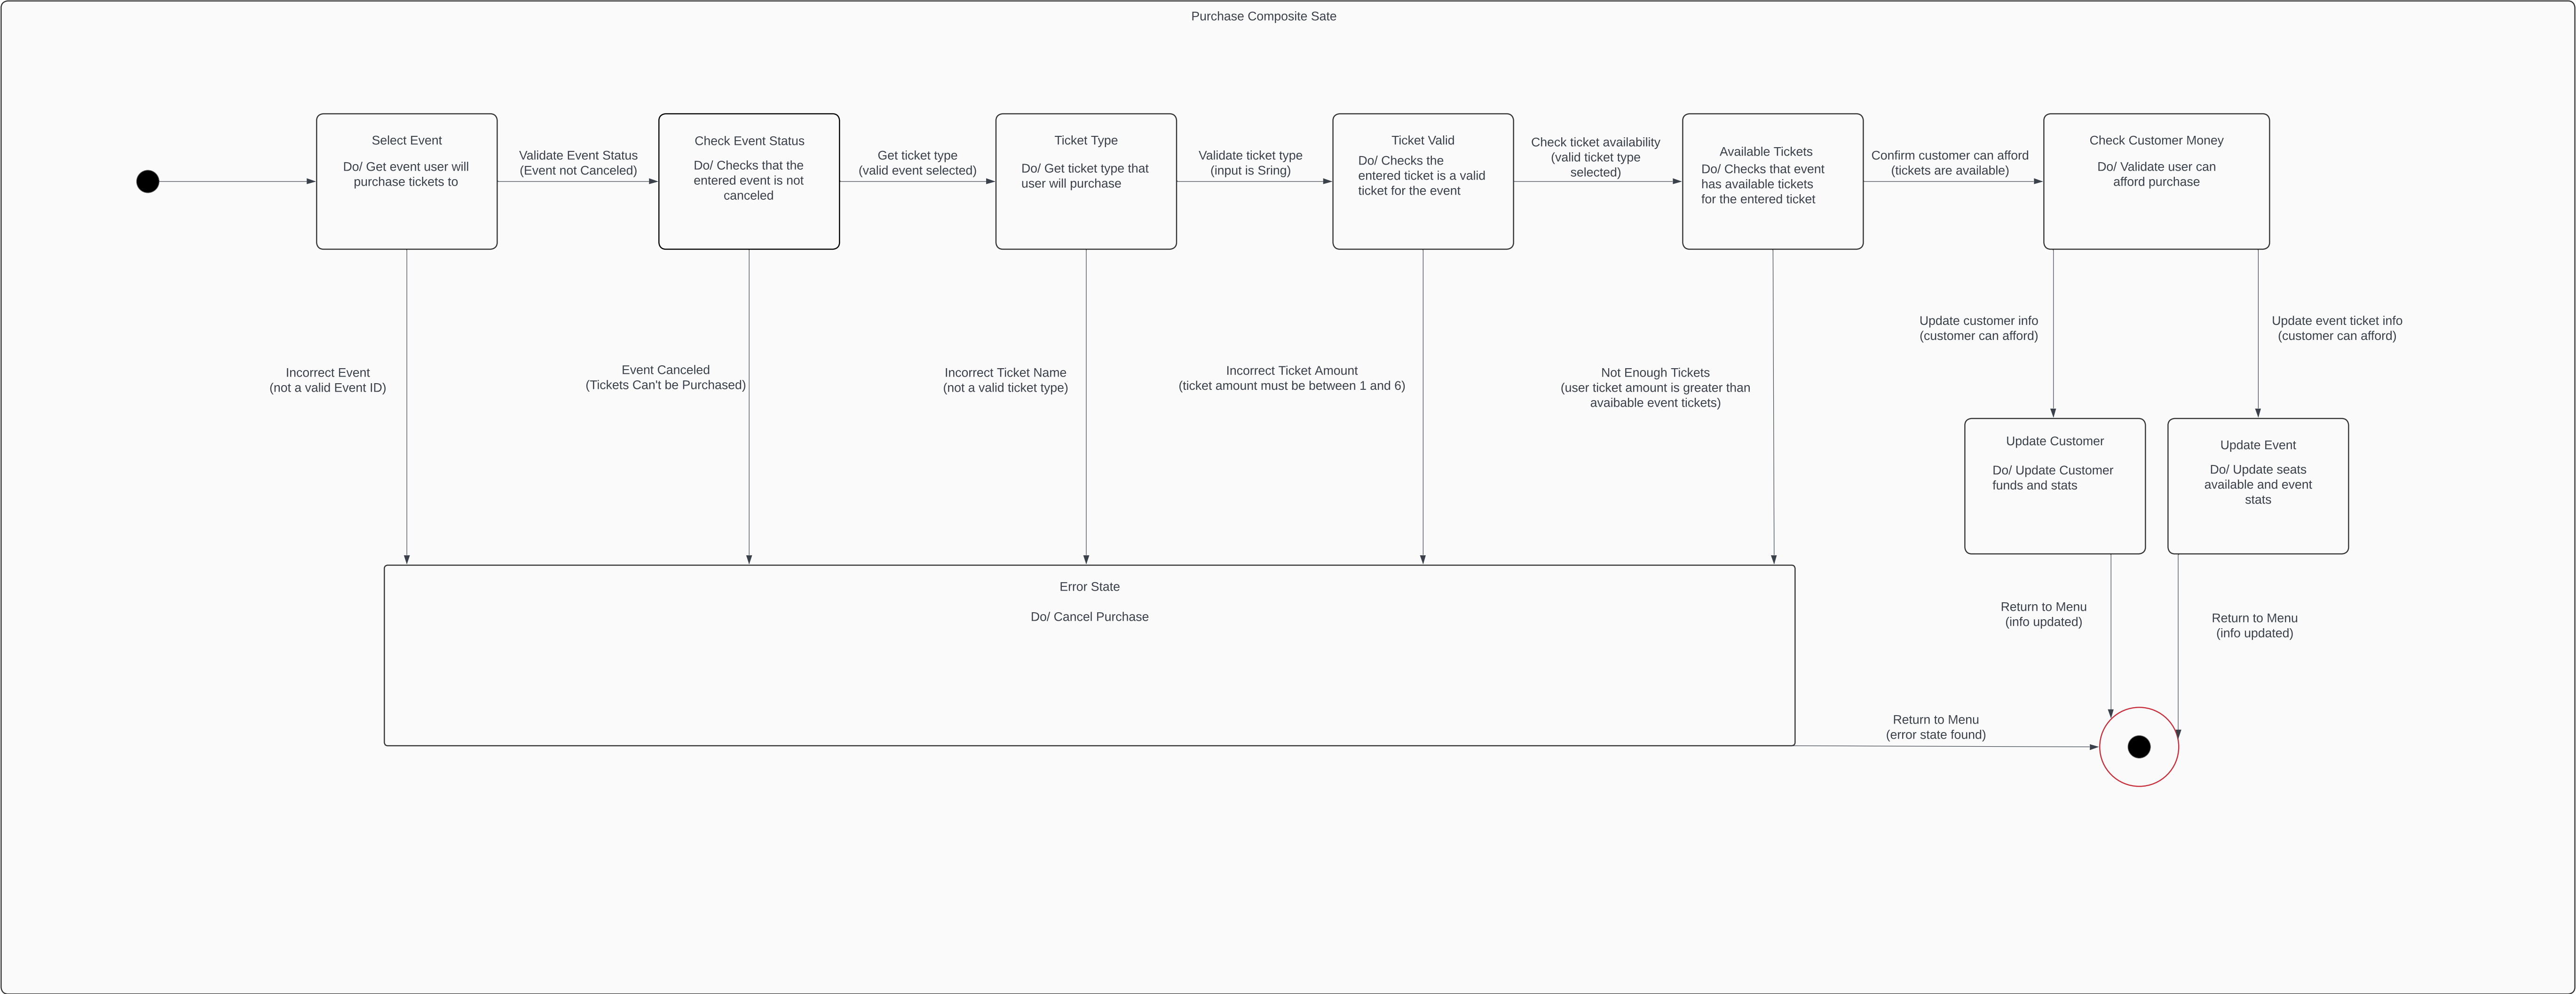 Purchase Composite Sate
Select Event
Do/ Get event user will
purchase tickets to
Validate Event Status
(Event not Canceled)
Check Event Status
Do/ Checks that the
entered event is not
canceled
Get ticket type
(valid event selected)
Ticket Type
Do/ Get ticket type that
user will purchase
Validate ticket type
(input is Sring)
Ticket Valid
Do/ Checks the
entered ticket is a valid
ticket for the event
Check ticket availability
(valid ticket type
selected)
Available Tickets
Do/ Checks that event
has available tickets
for the entered ticket
Confirm customer can afford
(tickets are available)
Check Customer Money
Do/ Validate user can
afford purchase
Incorrect Event
(not a valid Event ID)
Event Canceled
(Tickets Can't be Purchased)
Incorrect Ticket Name
(not a valid ticket type)
Incorrect Ticket Amount
(ticket amount must be between 1 and 6)
Not Enough Tickets
(user ticket amount is greater than
avaibable event tickets)
Update customer info
(customer can afford)
Update event ticket info
(customer can afford)
Update Customer
Do/ Update Customer
funds and stats
Update Event
Do/ Update seats
available and event
stats
Error State
Do/ Cancel Purchase
Return to Menu
(info updated)
Return to Menu
(info updated)
Return to Menu
(error state found)